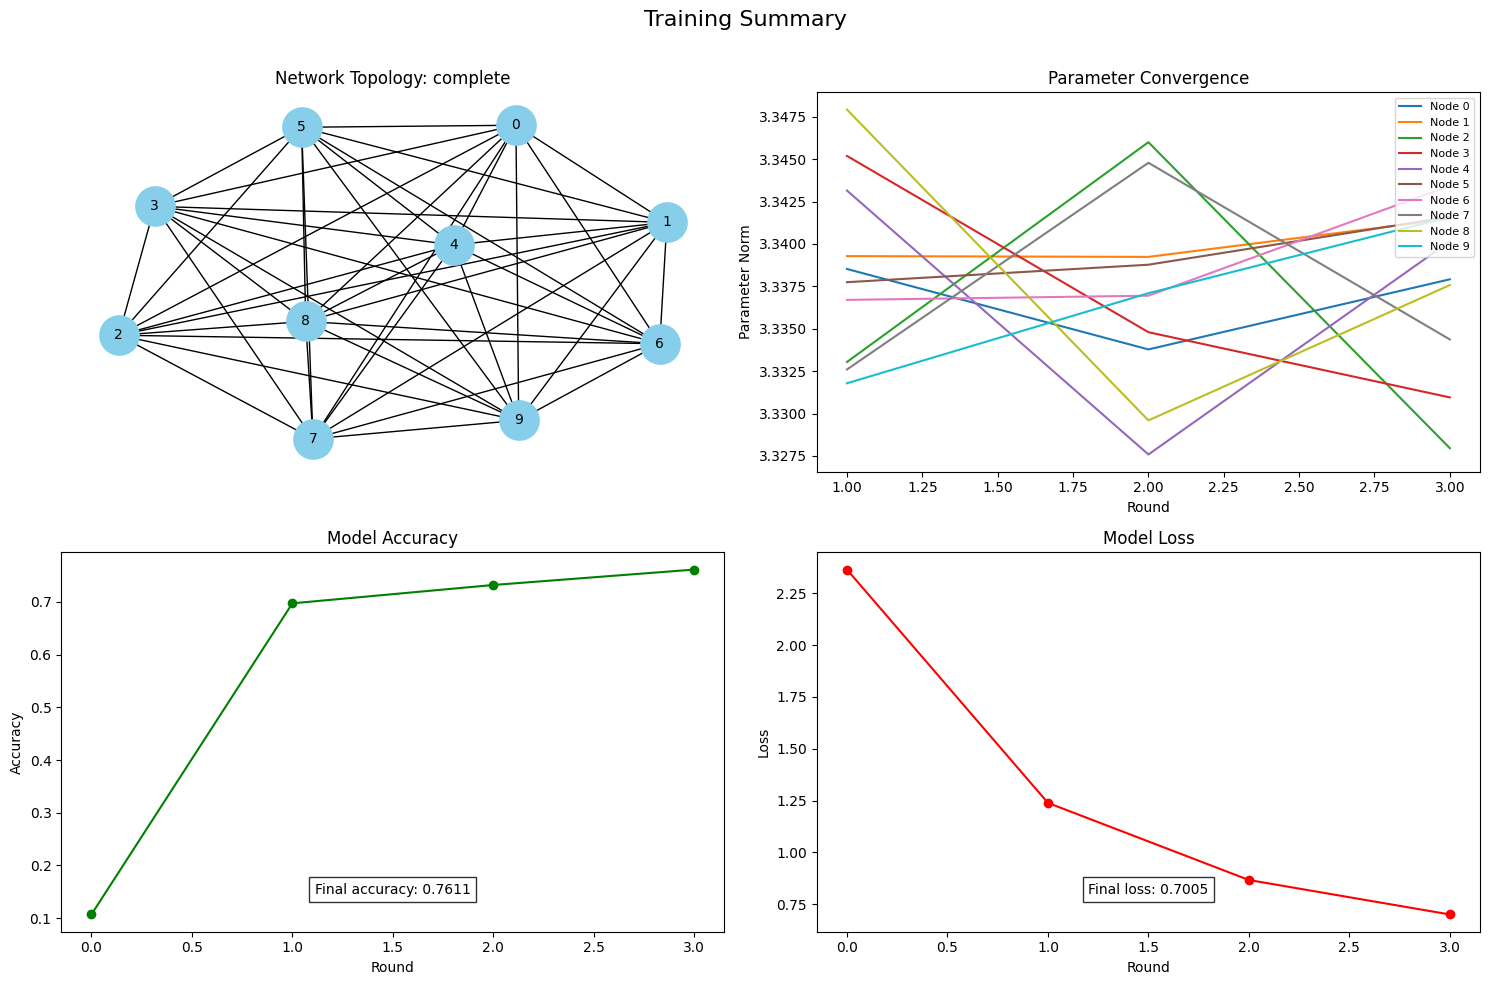 Training Summary
Network Topology: complete
5
0
3
1
4
8
2
6
9
7
Parameter Convergence
Parameter Norm
3.3475
3.3450
3.3425
3.3400
3.3375
3.3350
3.3325
3.3300
3.3275
Node 0
Node 1
Node 2
Node 3
Node 4
Node 5
Node 6
Node 7
Node 8
Node 9
1.00 1.25 1.50 1.75 2.00 2.25 2.50 2.75 3.00
Round
Model Accuracy
Accuracy
0.7
0.6
0.5
0.4
0.3
0.2
0.1
Final accuracy: 0.7611
0.0 0.5 1.0 1.5 2.0 2.5 3.0
Round
Model Loss
Loss
2.25
2.00
1.75
1.50
1.25
1.00
0.75
Final loss: 0.7005
0.0 0.5 1.0 1.5 2.0 2.5 3.0
Round